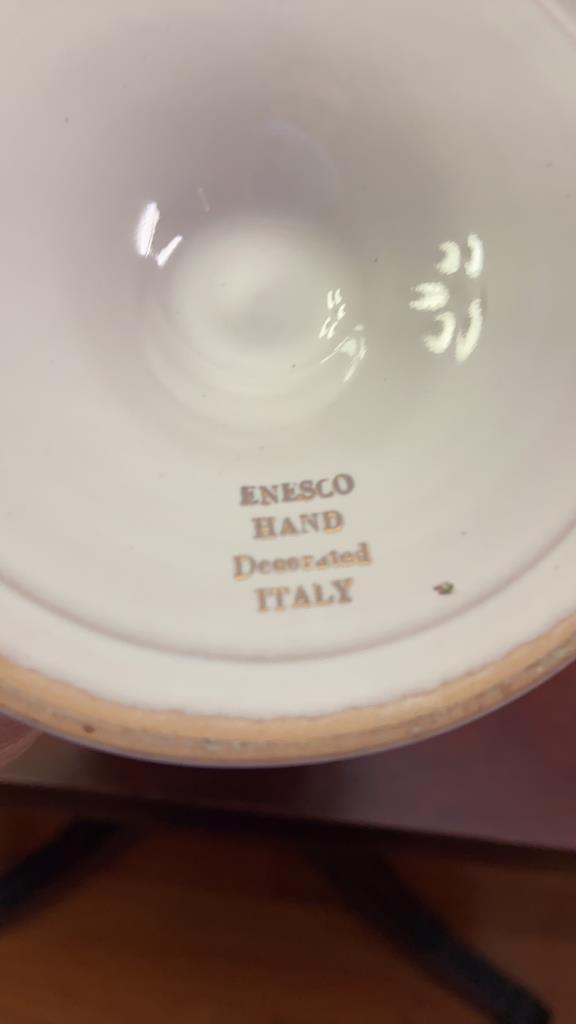 ENESCO
HAND
Decorated
ITALY